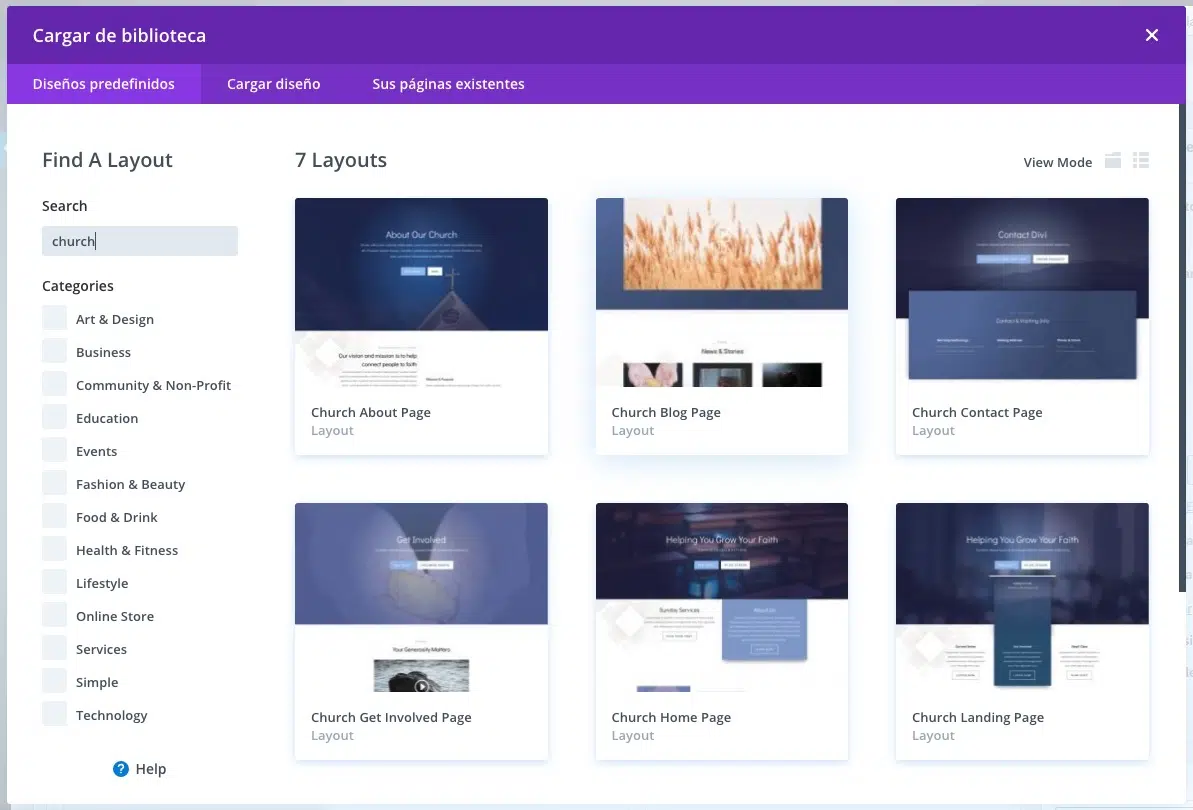 Cargar de biblioteca
Diseños predefinidos Cargar diseño Sus páginas existentes
Find A Layout
Search
church
Categories
Art & Design
Business
Community & Non-Profit
Education
Events
Fashion & Beauty
Food & Drink
Health & Fitness
Lifestyle
Online Store
Services
Simple
Technology
Help
7 Layouts
View Mode
About Our Church
Our vision and mission is to help
connect people to faith
Church About Page
Layout
News & Stories
Church Blog Page
Layout
Contact Divi
Contact & Visiting Info
Church Contact Page
Layout
Get Involved
Your Generosity Matters
Church Get Involved Page
Layout
Helping You Grow Your Faith
Sunday Services
About Us
Church Home Page
Layout
Helping You Grow Your Faith
Church Landing Page
Layout